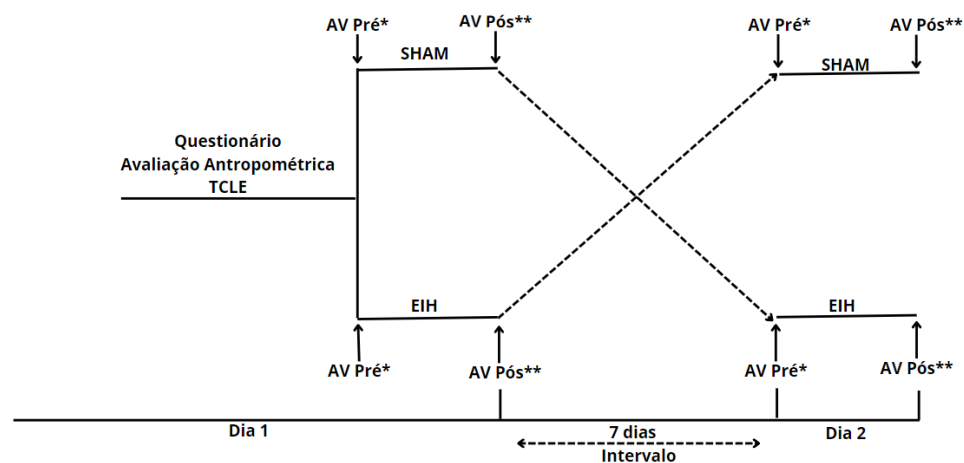 AV Pré*
AV Pós**
AV Pré*
AV Pós**
SHAM
SHAM
Questionário
Avaliação Antropométrica
TCLE
EIH
EIH
AV Pré*
AV Pós**
AV Pré*
AV Pós**
Dia 1
7 dias
Dia 2
Intervalo